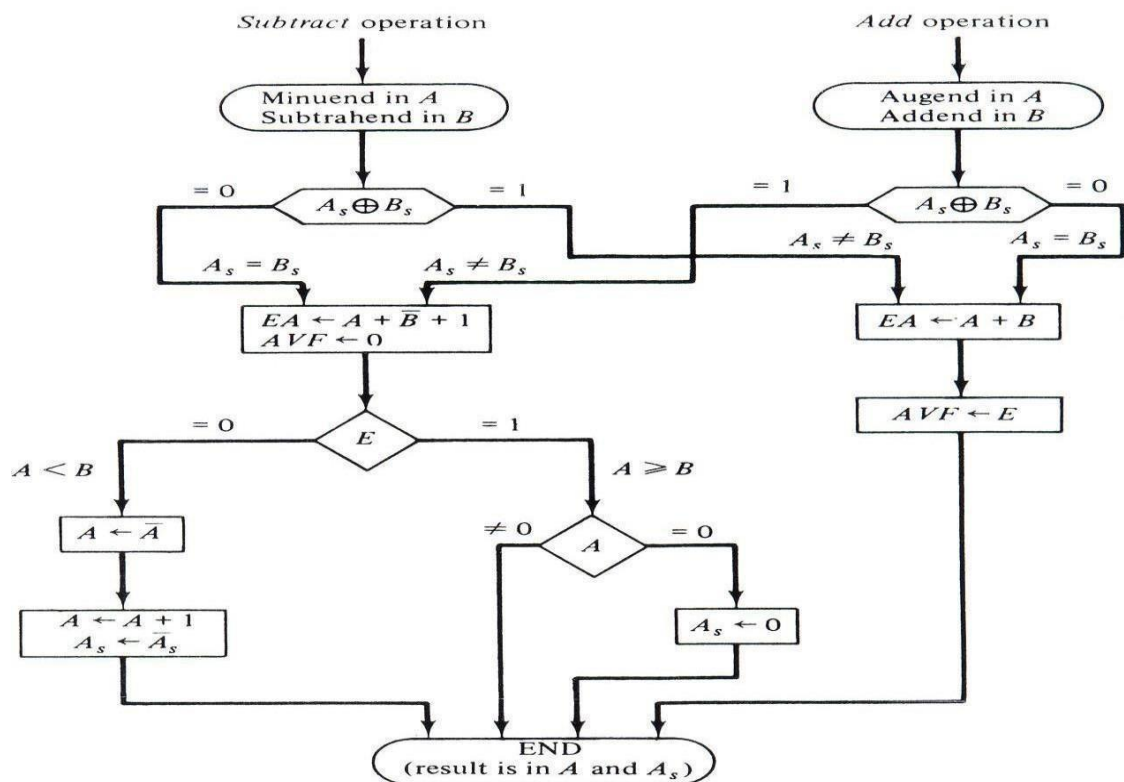 Subtract operation
Add operation
Minuend in A
Subtrahend in B
Augend in A
Addend in B
= 0
A_s ⊕ B_s
= 1
= 1
A_s ⊕ B_s
= 0
A_s = B_s
A_s ≠ B_s
A_s ≠ B_s
A_s = B_s
EA ← A + B̅ + 1
AVF ← 0
EA ← A + B
AVF ← E
= 0
E
= 1
A < B
A ⩾ B
A ← A̅
≠ 0
A
= 0
A ← A + 1
A_s ← A̅_s
A_s ← 0
END
(result is in A and A_s)